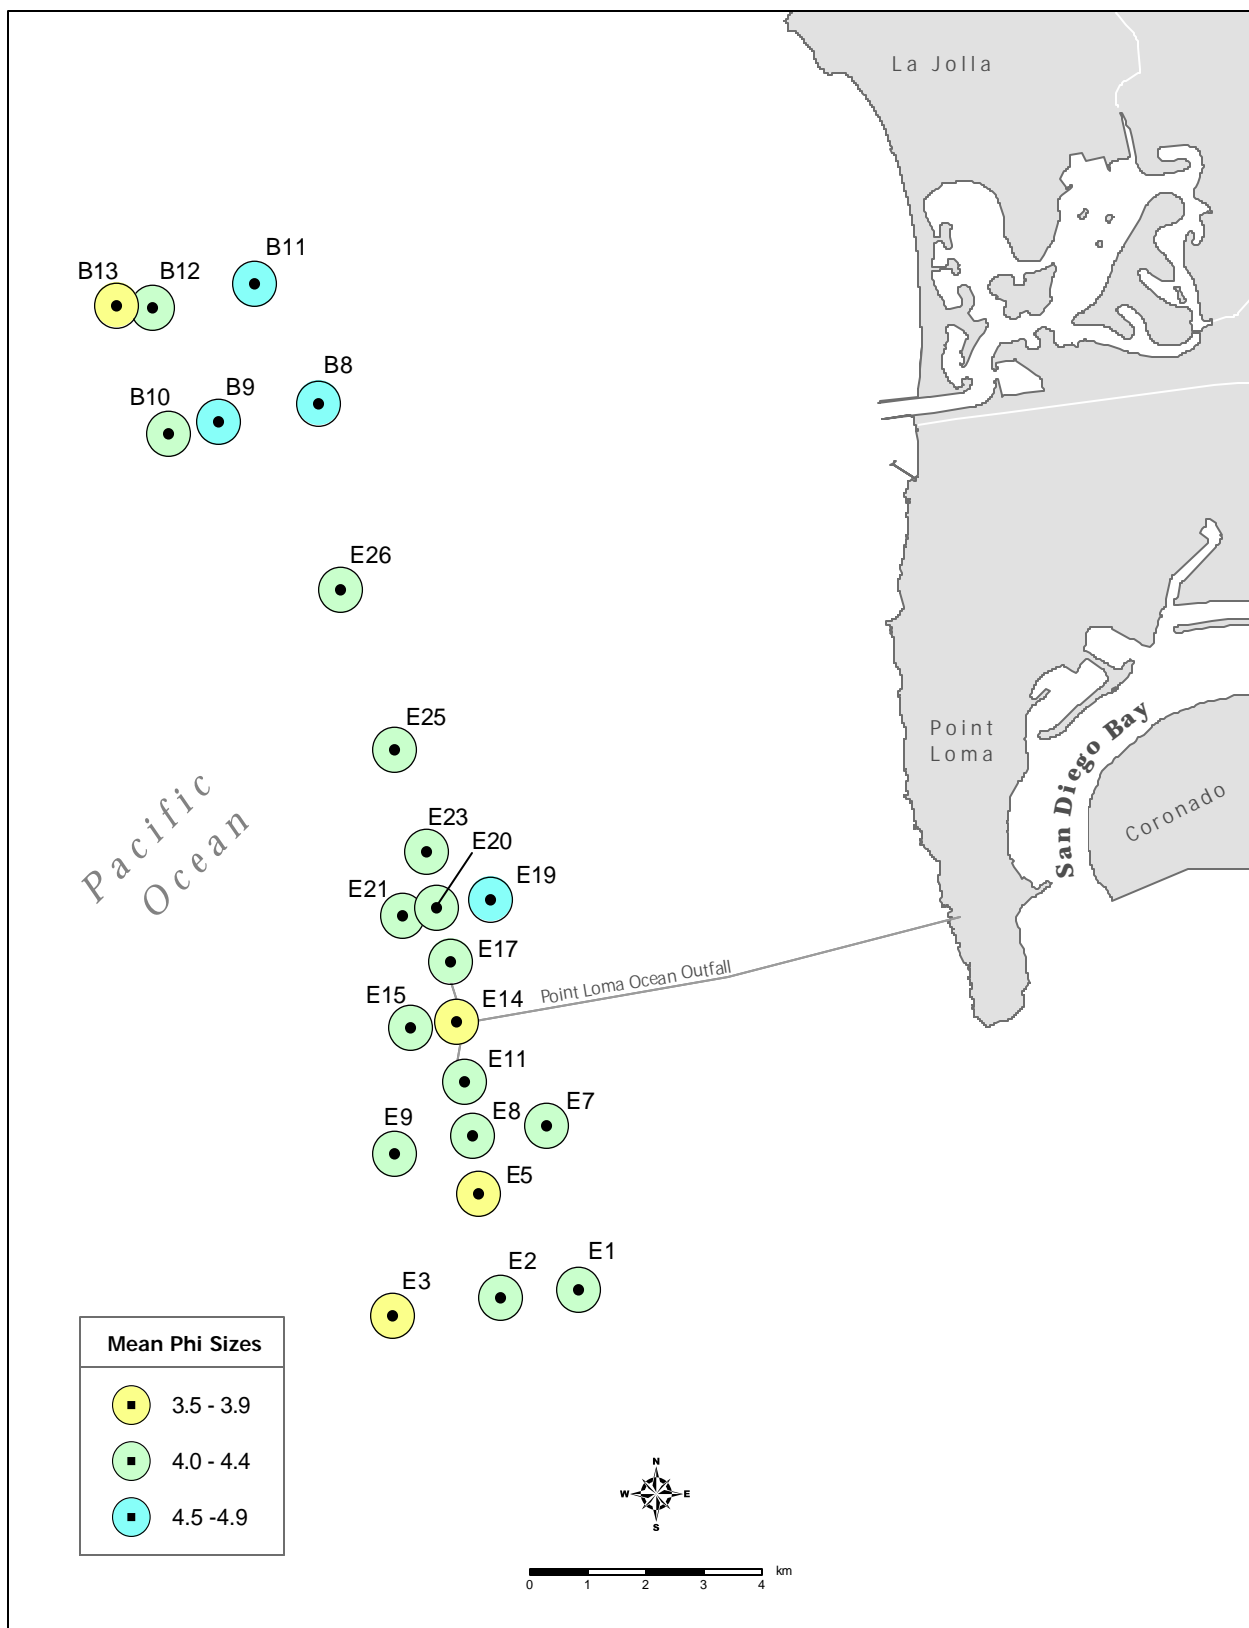 La Jolla
B11
B13
B12
B8
B9
B10
E26
E25
Point
Loma
San Diego Bay
Coronado
Pacific
Ocean
E23
E20
E19
E21
E17
Point Loma Ocean Outfall
E15
E14
E11
E9
E8
E7
E5
E3
E2
E1
Mean Phi Sizes
3.5 - 3.9
4.0 - 4.4
4.5 -4.9
N
W
E
S
km
0 1 2 3 4